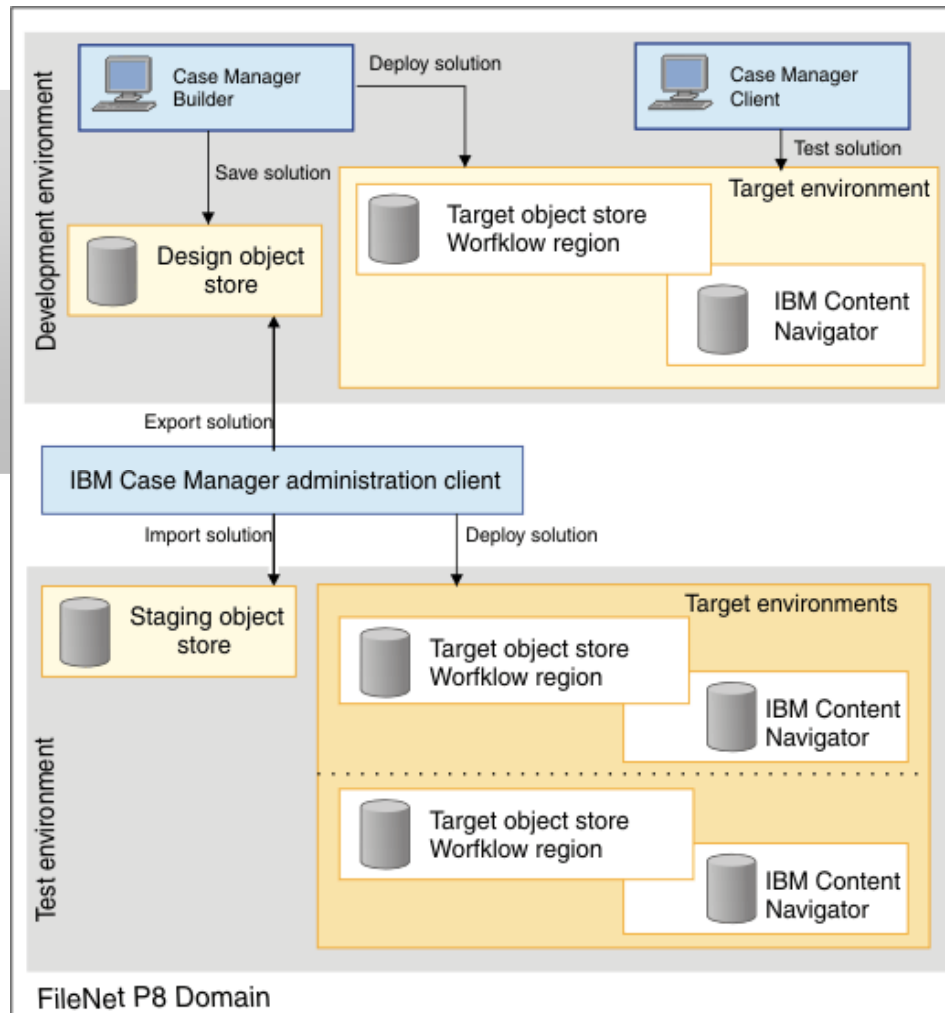 Development environment
Case Manager
Builder
Deploy solution
Case Manager
Client
Save solution
Test solution
Design object
store
Target environment
Target object store
Worfklow region
IBM Content
Navigator
Export solution
IBM Case Manager administration client
Import solution
Deploy solution
Test environment
Staging object
store
Target environments
Target object store
Worfklow region
IBM Content
Navigator
Target object store
Worfklow region
IBM Content
Navigator
FileNet P8 Domain